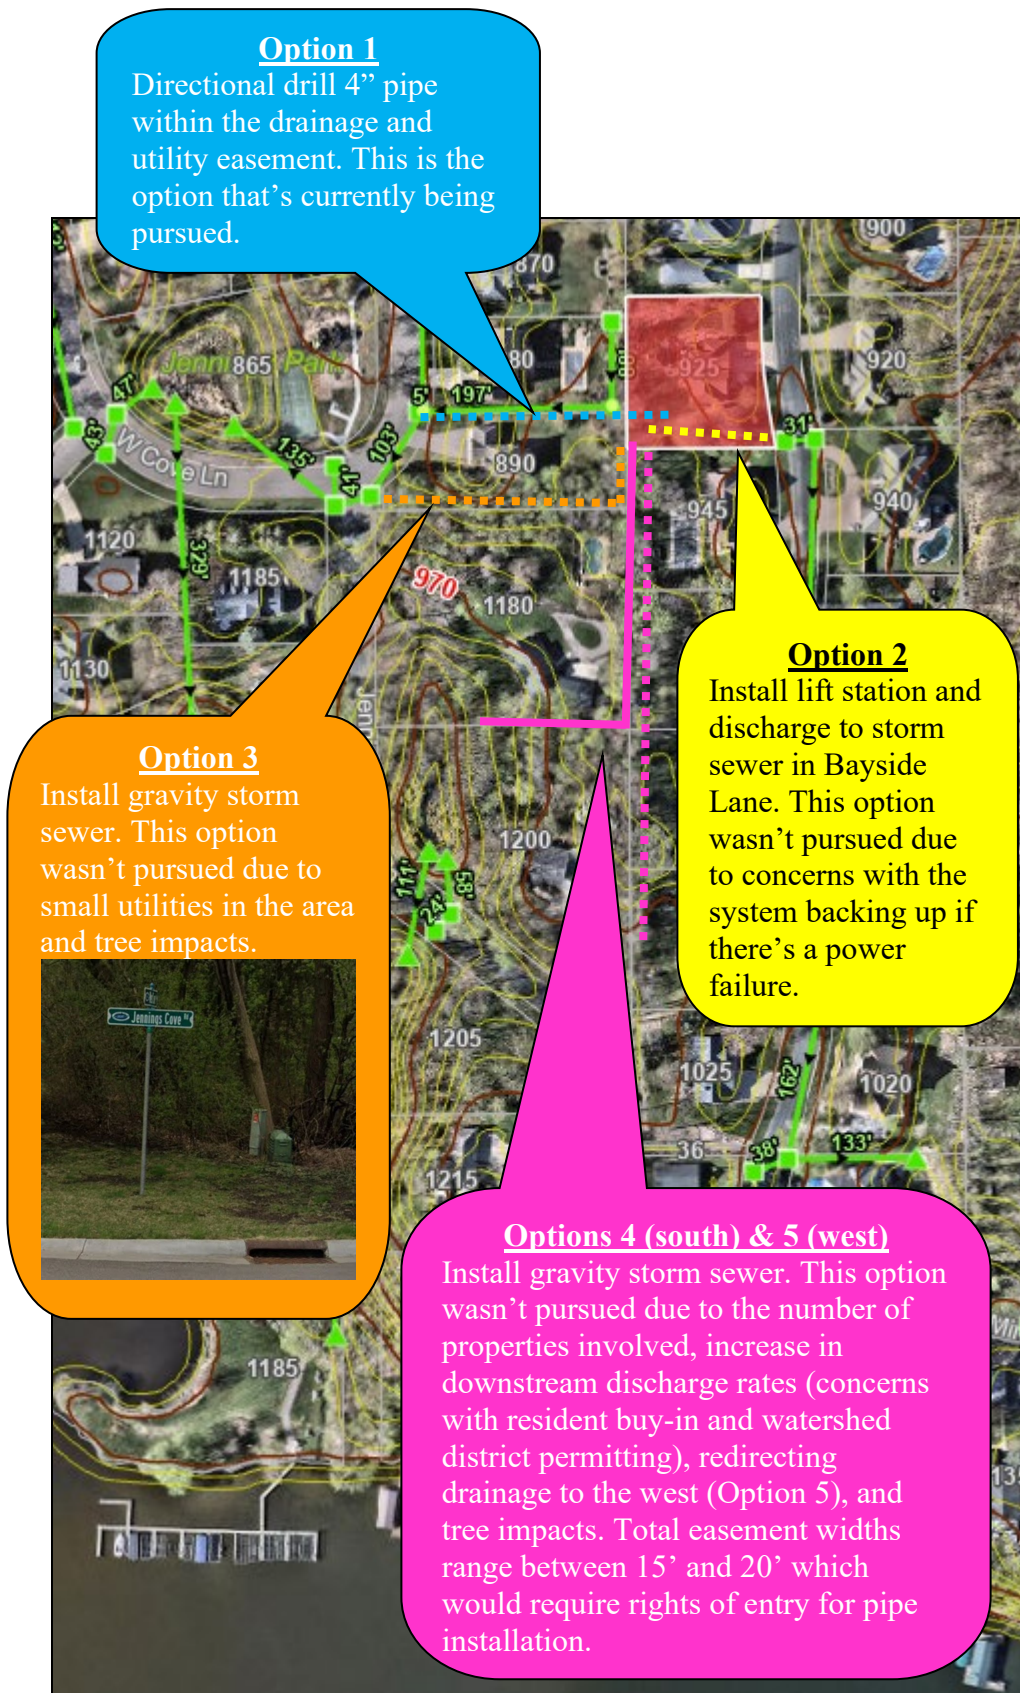 Option 1
Directional drill 4” pipe
within the drainage and
utility easement. This is the
option that’s currently being
pursued.
900
870
Jenni
865
Park
80
925
920
47'
5'
197'
43'
W Cove Ln
135'
103'
41'
31'
890
945
940
1120
329'
1185
970
1180
1130
Jenn
Option 2
Install lift station and
discharge to storm
sewer in Bayside
Lane. This option
wasn’t pursued due
to concerns with the
system backing up if
there’s a power
failure.
Option 3
Install gravity storm
sewer. This option
wasn’t pursued due to
small utilities in the area
and tree impacts.
Jennings Cove
1200
111'
58'
24'
1205
1025
162'
1020
36
38'
133'
1215
Options 4 (south) & 5 (west)
Install gravity storm sewer. This option
wasn’t pursued due to the number of
properties involved, increase in
downstream discharge rates (concerns
with resident buy-in and watershed
district permitting), redirecting
drainage to the west (Option 5), and
tree impacts. Total easement widths
range between 15’ and 20’ which
would require rights of entry for pipe
installation.
1185
135